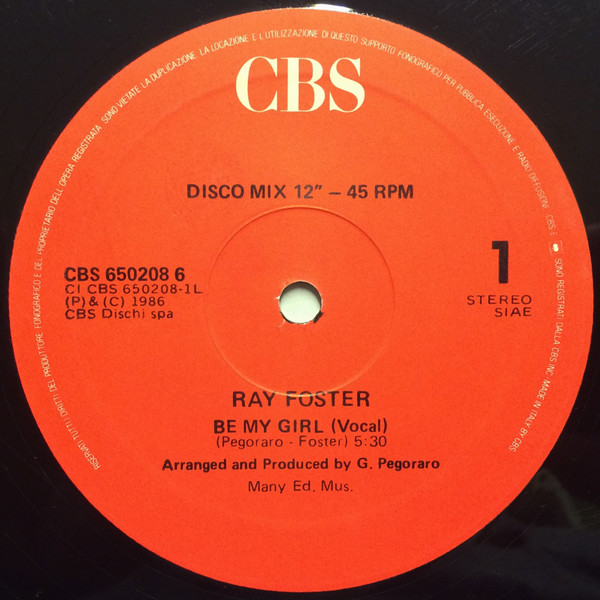 RISERVATI TUTTI I DIRITTI DEL PRODUTTORE FONOGRAFICO E DEL PROPRIETARIO DELL'OPERA REGISTRATA. SONO VIETATE LA DUPLICAZIONE. LA LOCAZIONE E L'UTILIZZAZIONE DI QUESTO SUPPORTO FONOGRAFICO PER PUBBLICA ESECUZIONE E RADIO DIFFUSIONE
SONO REGISTRATI DALLA CBS INC. MADE IN ITALY BY CBS
CBS
DISCO MIX 12" – 45 RPM
CBS 650208 6
CI CBS 650208-1L
(P) & (C) 1986
CBS Dischi spa
1
STEREO
SIAE
RAY FOSTER
BE MY GIRL (Vocal)
(Pegoraro - Foster) 5:30
Arranged and Produced by G. Pegoraro
Many Ed. Mus.